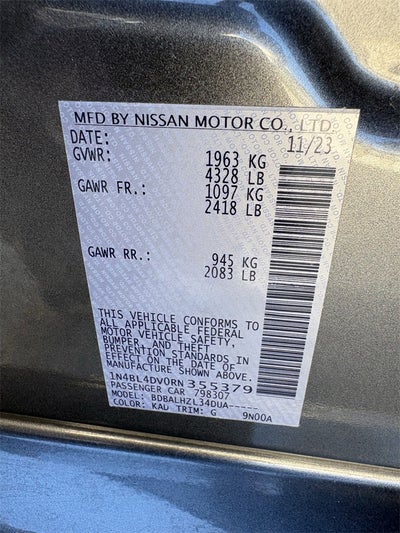 MFD BY NISSAN MOTOR CO., LTD.
DATE: 11/23
GVWR: 1963 KG
4328 LB
GAWR FR.: 1097 KG
2418 LB
GAWR RR.: 945 KG
2083 LB
THIS VEHICLE CONFORMS TO
ALL APPLICABLE FEDERAL
MOTOR VEHICLE SAFETY,
BUMPER, AND THEFT
PREVENTION STANDARDS IN
EFFECT ON THE DATE OF
MANUFACTURE SHOWN ABOVE.
1N4BL4DV0RN355379
PASSENGER CAR 798307
MODEL: BDBALHZL34DUA-----
COLOR: KAD TRIM: G 9N00A